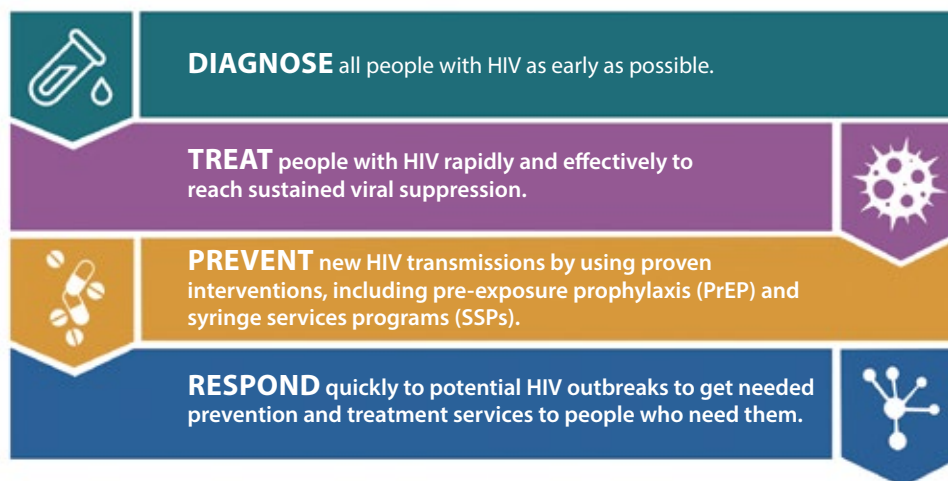 DIAGNOSE all people with HIV as early as possible.
TREAT people with HIV rapidly and effectively to
reach sustained viral suppression.
PREVENT new HIV transmissions by using proven
interventions, including pre-exposure prophylaxis (PrEP) and
syringe services programs (SSPs).
RESPOND quickly to potential HIV outbreaks to get needed
prevention and treatment services to people who need them.